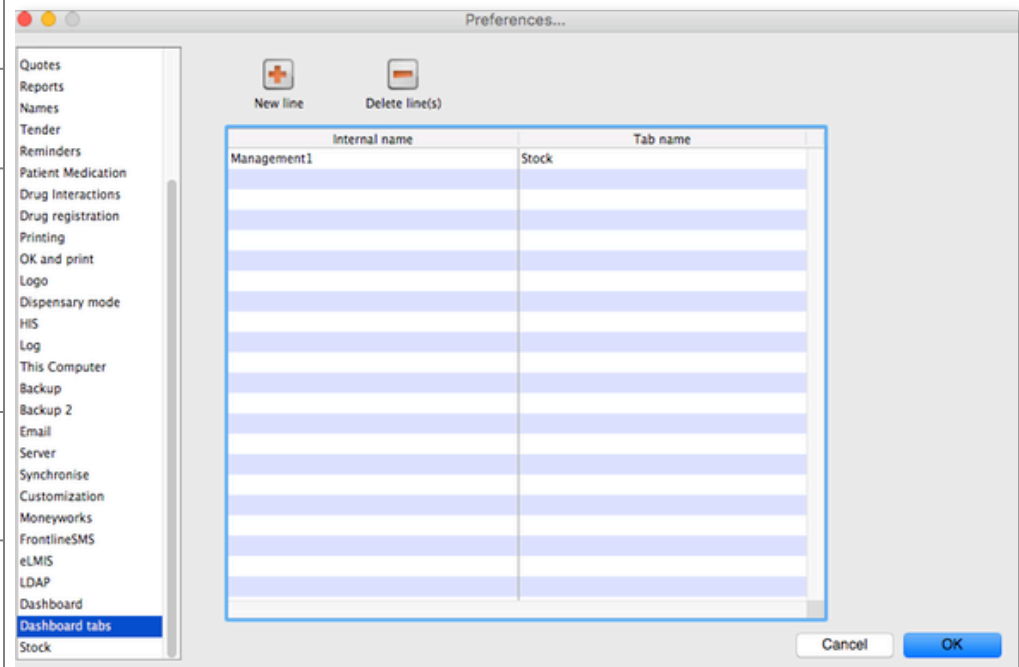 Preferences...
Quotes
Reports
Names
Tender
Reminders
Patient Medication
Drug Interactions
Drug registration
Printing
OK and print
Logo
Dispensary mode
HIS
Log
This Computer
Backup
Backup 2
Email
Server
Synchronise
Customization
Moneyworks
FrontlineSMS
eLMIS
LDAP
Dashboard
Dashboard tabs
Stock
New line
Delete line(s)
Internal name
Tab name
Management1
Stock
Cancel
OK